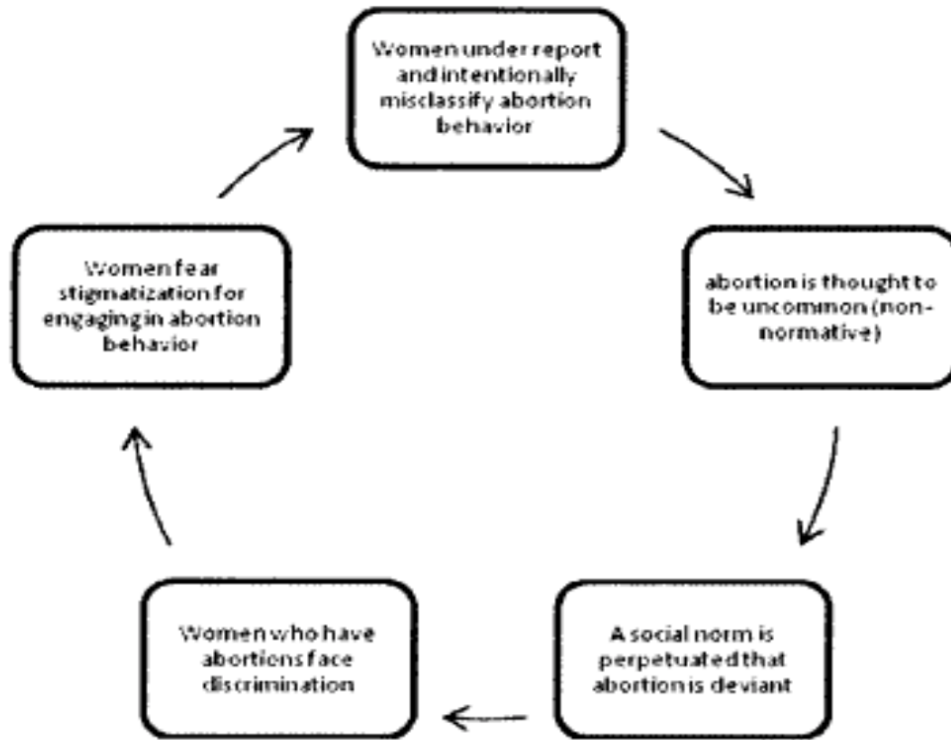 Women under report
and intentionally
misclassify abortion
behavior
abortion is thought to
be uncommon (non-
normative)
A social norm is
perpetuated that
abortion is deviant
Women who have
abortions face
discrimination
Women fear
stigmatization for
engaging in abortion
behavior